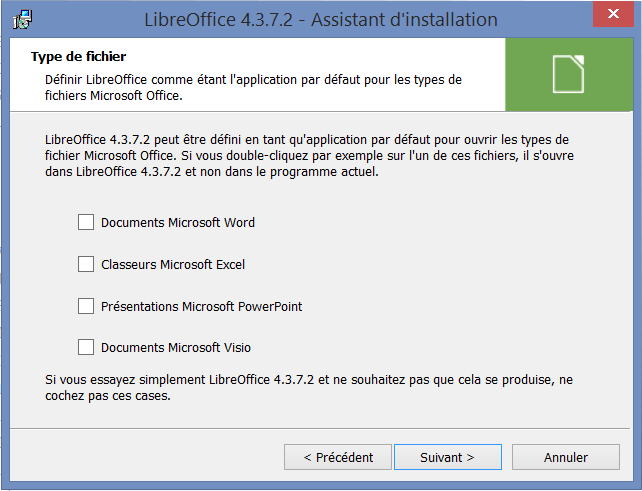 LibreOffice 4.3.7.2 - Assistant d'installation
Type de fichier
Définir LibreOffice comme étant l'application par défaut pour les types de
fichiers Microsoft Office.
LibreOffice 4.3.7.2 peut être défini en tant qu'application par défaut pour ouvrir les types de
fichier Microsoft Office. Si vous double-cliquez par exemple sur l'un de ces fichiers, il s'ouvre
dans LibreOffice 4.3.7.2 et non dans le programme actuel.
Documents Microsoft Word
Classeurs Microsoft Excel
Présentations Microsoft PowerPoint
Documents Microsoft Visio
Si vous essayez simplement LibreOffice 4.3.7.2 et ne souhaitez pas que cela se produise, ne
cochez pas ces cases.
< Précédent
Suivant >
Annuler